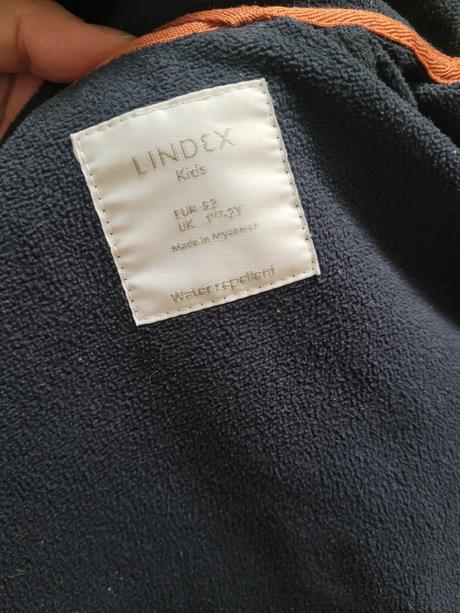 LINDEX
Kids
EUR 92
UK 1½-2Y
Made in Myanmar
Water repellent